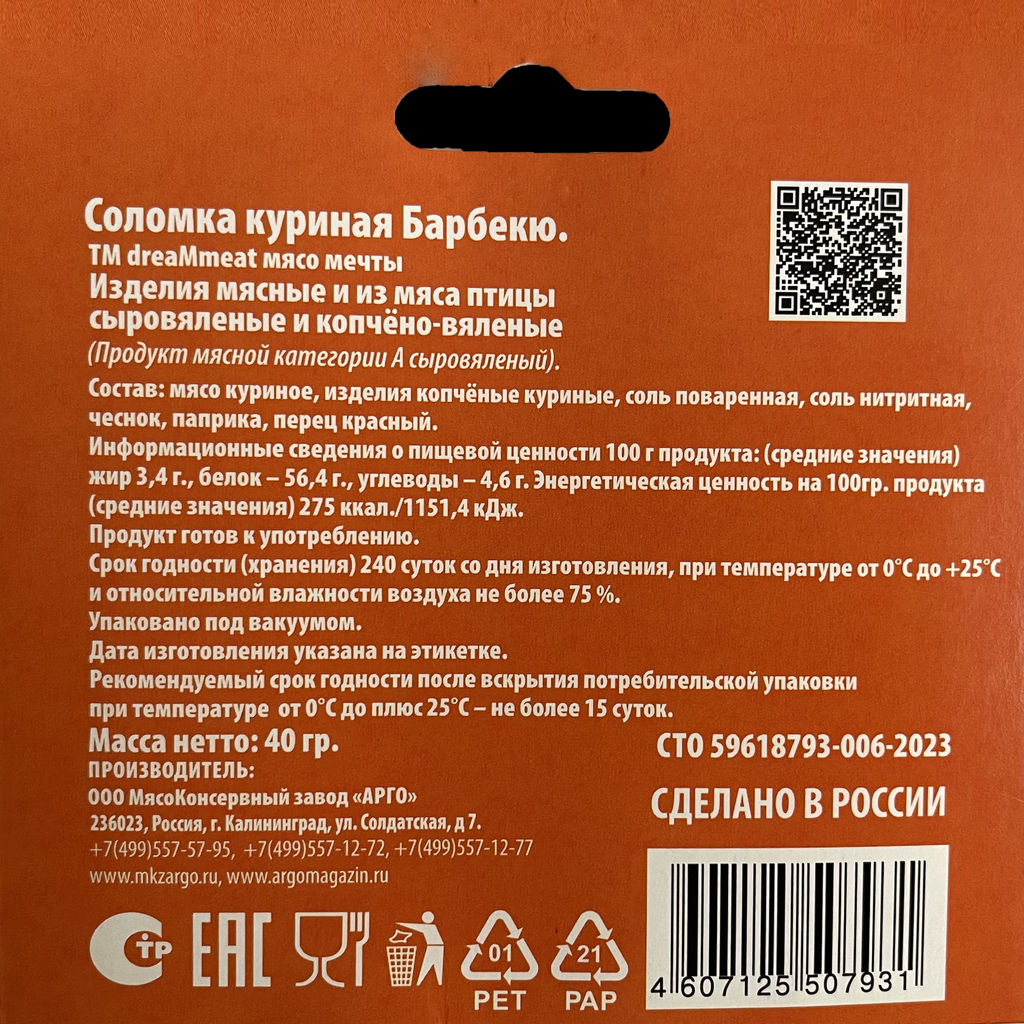 Соломка куриная Барбекю.
ТМ dreaMmeat мясо мечты
Изделия мясные и из мяса птицы
сыровяленые и копчёно-вяленые
(Продукт мясной категории А сыровяленый).
Состав: мясо куриное, изделия копчёные куриные, соль поваренная, соль нитритная,
чеснок, паприка, перец красный.
Информационные сведения о пищевой ценности 100 г продукта: (средние значения)
жир 3,4 г., белок – 56,4 г., углеводы – 4,6 г. Энергетическая ценность на 100гр. продукта
(средние значения) 275 ккал./1151,4 кДж.
Продукт готов к употреблению.
Срок годности (хранения) 240 суток со дня изготовления, при температуре от 0°С до +25°С
и относительной влажности воздуха не более 75 %.
Упаковано под вакуумом.
Дата изготовления указана на этикетке.
Рекомендуемый срок годности после вскрытия потребительской упаковки
при температуре от 0°С до плюс 25°С – не более 15 суток.
Масса нетто: 40 гр.
СТО 59618793-006-2023
ПРОИЗВОДИТЕЛЬ:
ООО МясоКонсервный завод «АРГО»
СДЕЛАНО В РОССИИ
236023, Россия, г. Калининград, ул. Солдатская, д 7.
+7(499)557-57-95, +7(499)557-12-72, +7(499)557-12-77
www.mkzargo.ru, www.argomagazin.ru
СТР
ЕАС
01
PET
21
PAP
4 607125 507931